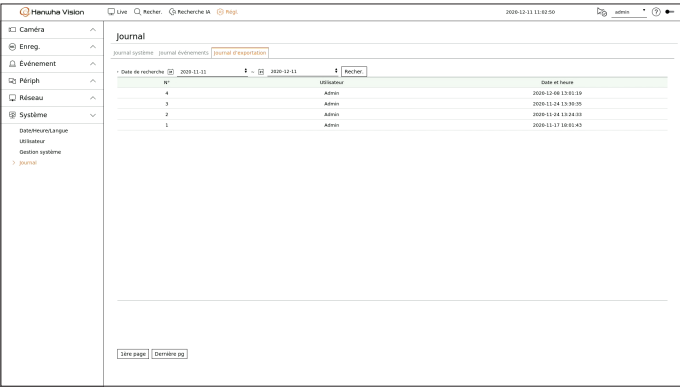 Hanwha Vision
Live Recher. Recherche IA Régl.
2020-12-11 11:02:50 admin
Caméra
Enreg.
Événement
Périph
Réseau
Système
Date/Heure/Langue
Utilisateur
Gestion système
Journal
Journal
Journal système Journal événements Journal d'exportation
• Date de recherche 2020-11-11 ~ 2020-12-11 Recher.
N° Utilisateur Date et heure
4 Admin 2020-12-08 13:01:19
3 Admin 2020-11-24 13:30:35
2 Admin 2020-11-24 13:24:33
1 Admin 2020-11-17 18:01:43
1ère page Dernière pg